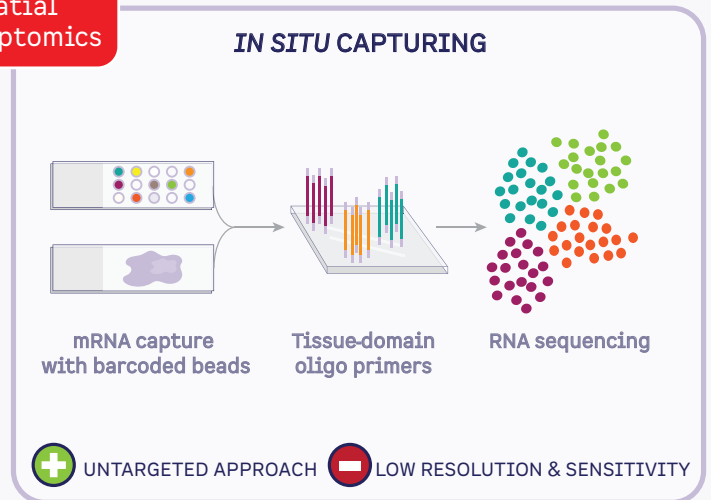 IN SITU CAPTURING
mRNA capture
with barcoded beads
Tissue-domain
oligo primers
RNA sequencing
UNTARGETED APPROACH
LOW RESOLUTION & SENSITIVITY